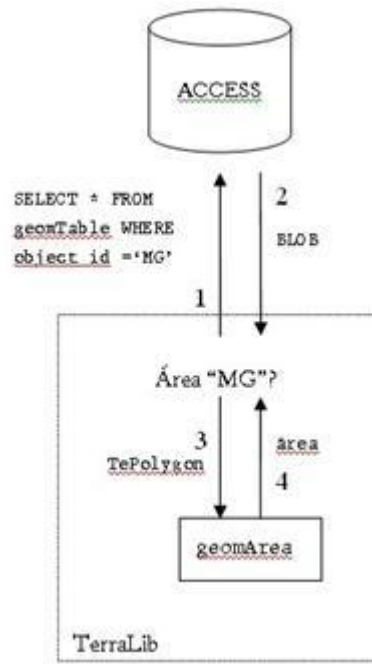 ACCESS
SELECT * FROM
geomTable WHERE
object id ='MG'
2
BLOB
1
Área "MG"?
3
TePolygon
área
4
geomArea
TerraLib